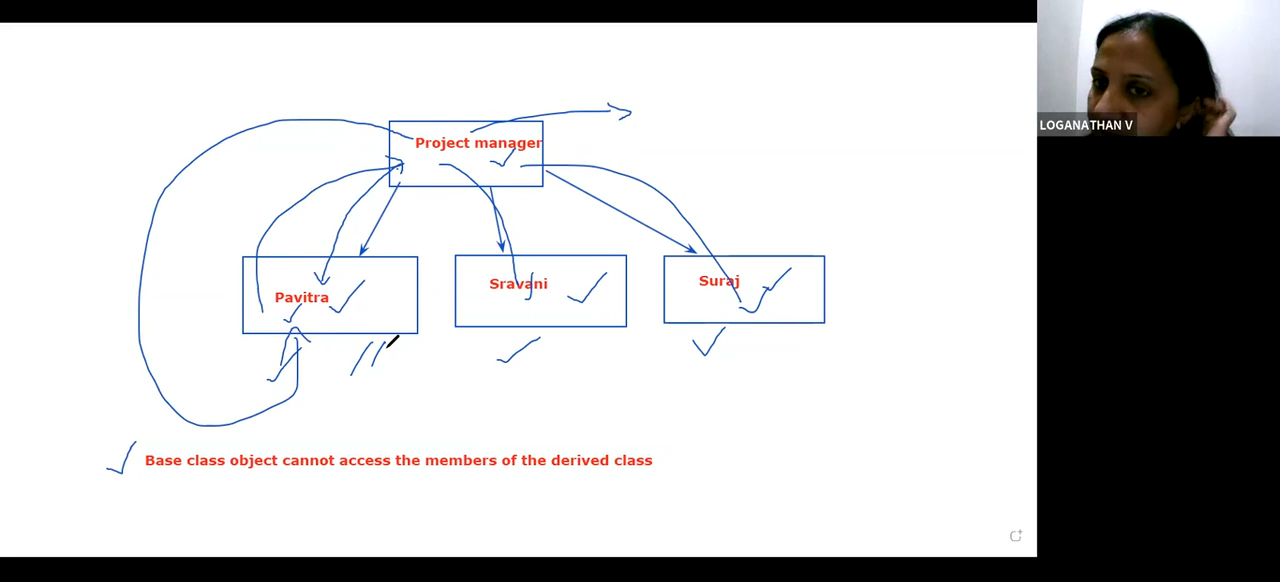 LOGANATHAN V
Project manager
Pavitra
Sravani
Suraj
Base class object cannot access the members of the derived class